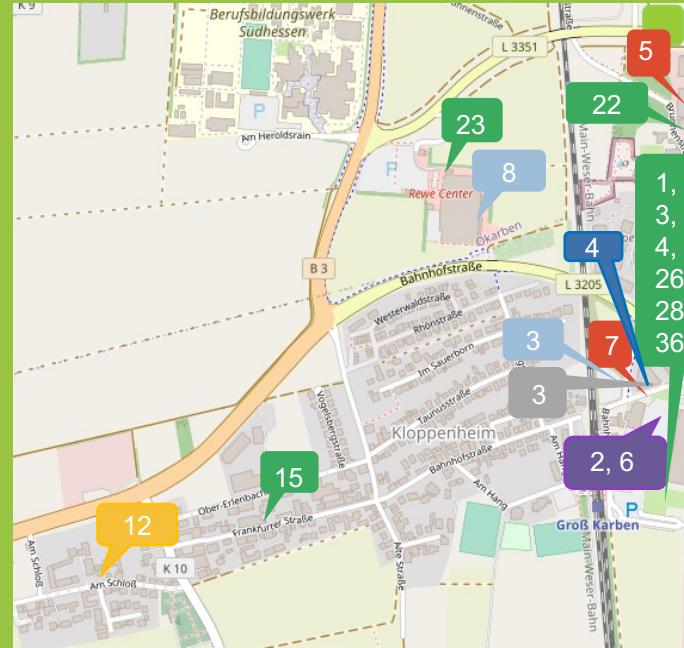 K 9
Berufsbildungswerk
Südhessen
L 3351
5
22
23
Am Heroldsrain
P
P
8
Rewe Center
Main-Weser-Bahn
Okarben
1,
3,
4,
26
28
36
4
B 3
Bahnhofstraße
L 3205
Westerwaldstraße
Rhönstraße
Im Sauerborn
3
7
3
Taunusstraße
Vogelsbergstraße
Kloppenheim
Bahnhofstraße
2, 6
15
Ober-Erlenbach
Am Hang
P
Groß Karben
12
Frankfurter Straße
Am Schloß
Am Schloß
K 10
Alte Straße
Main-Weser-Bahn